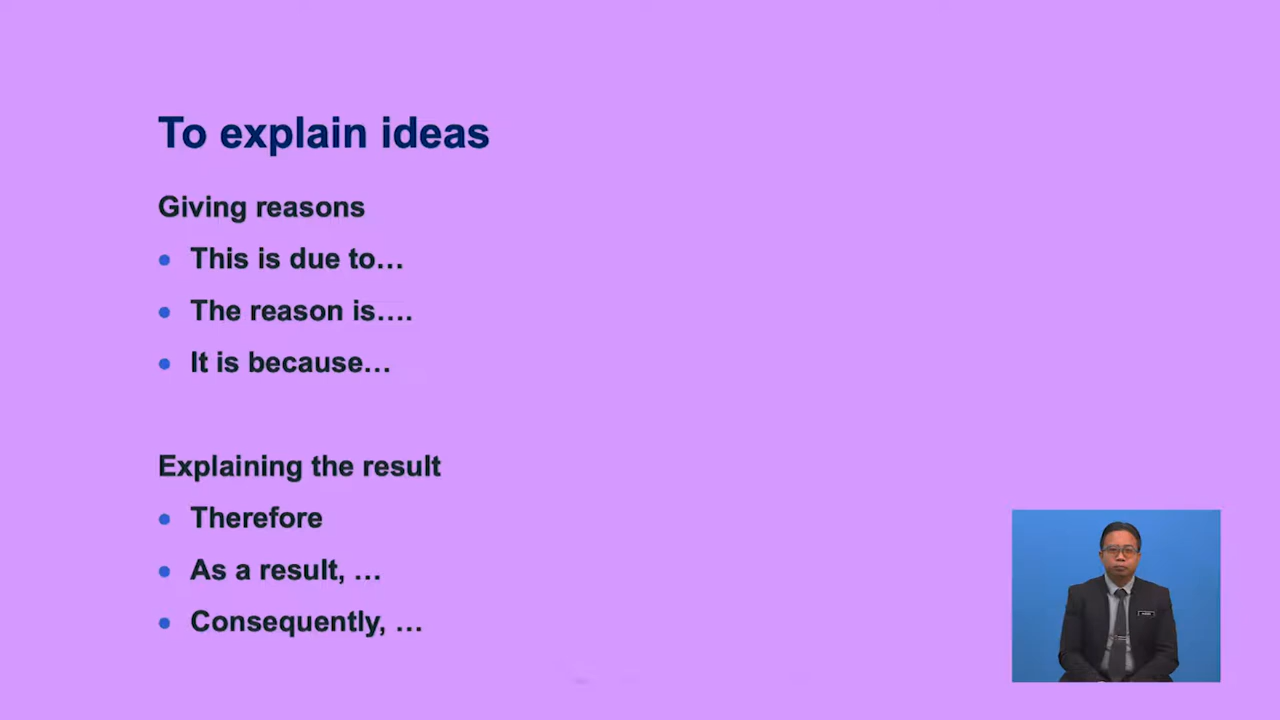 To explain ideas
Giving reasons
• This is due to…
• The reason is….
• It is because…
Explaining the result
• Therefore
• As a result, …
• Consequently, …